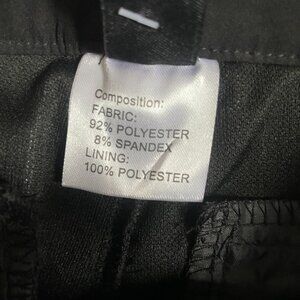 Composition:
FABRIC:
92% POLYESTER
8% SPANDEX
LINING:
100% POLYESTER